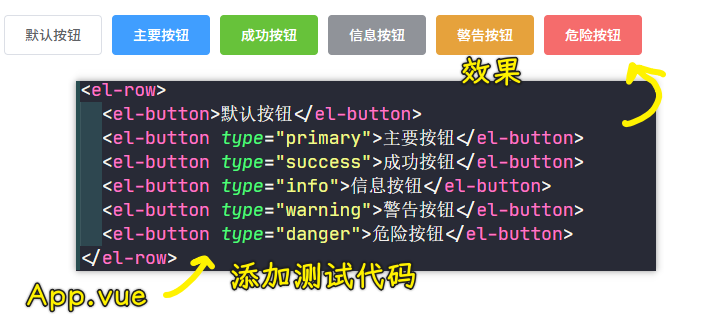 默认按钮 主要按钮 成功按钮 信息按钮 警告按钮 危险按钮
效果
<el-row>
<el-button>默认按钮</el-button>
<el-button type="primary">主要按钮</el-button>
<el-button type="success">成功按钮</el-button>
<el-button type="info">信息按钮</el-button>
<el-button type="warning">警告按钮</el-button>
<el-button type="danger">危险按钮</el-button>
</el-row>
添加测试代码
App.vue